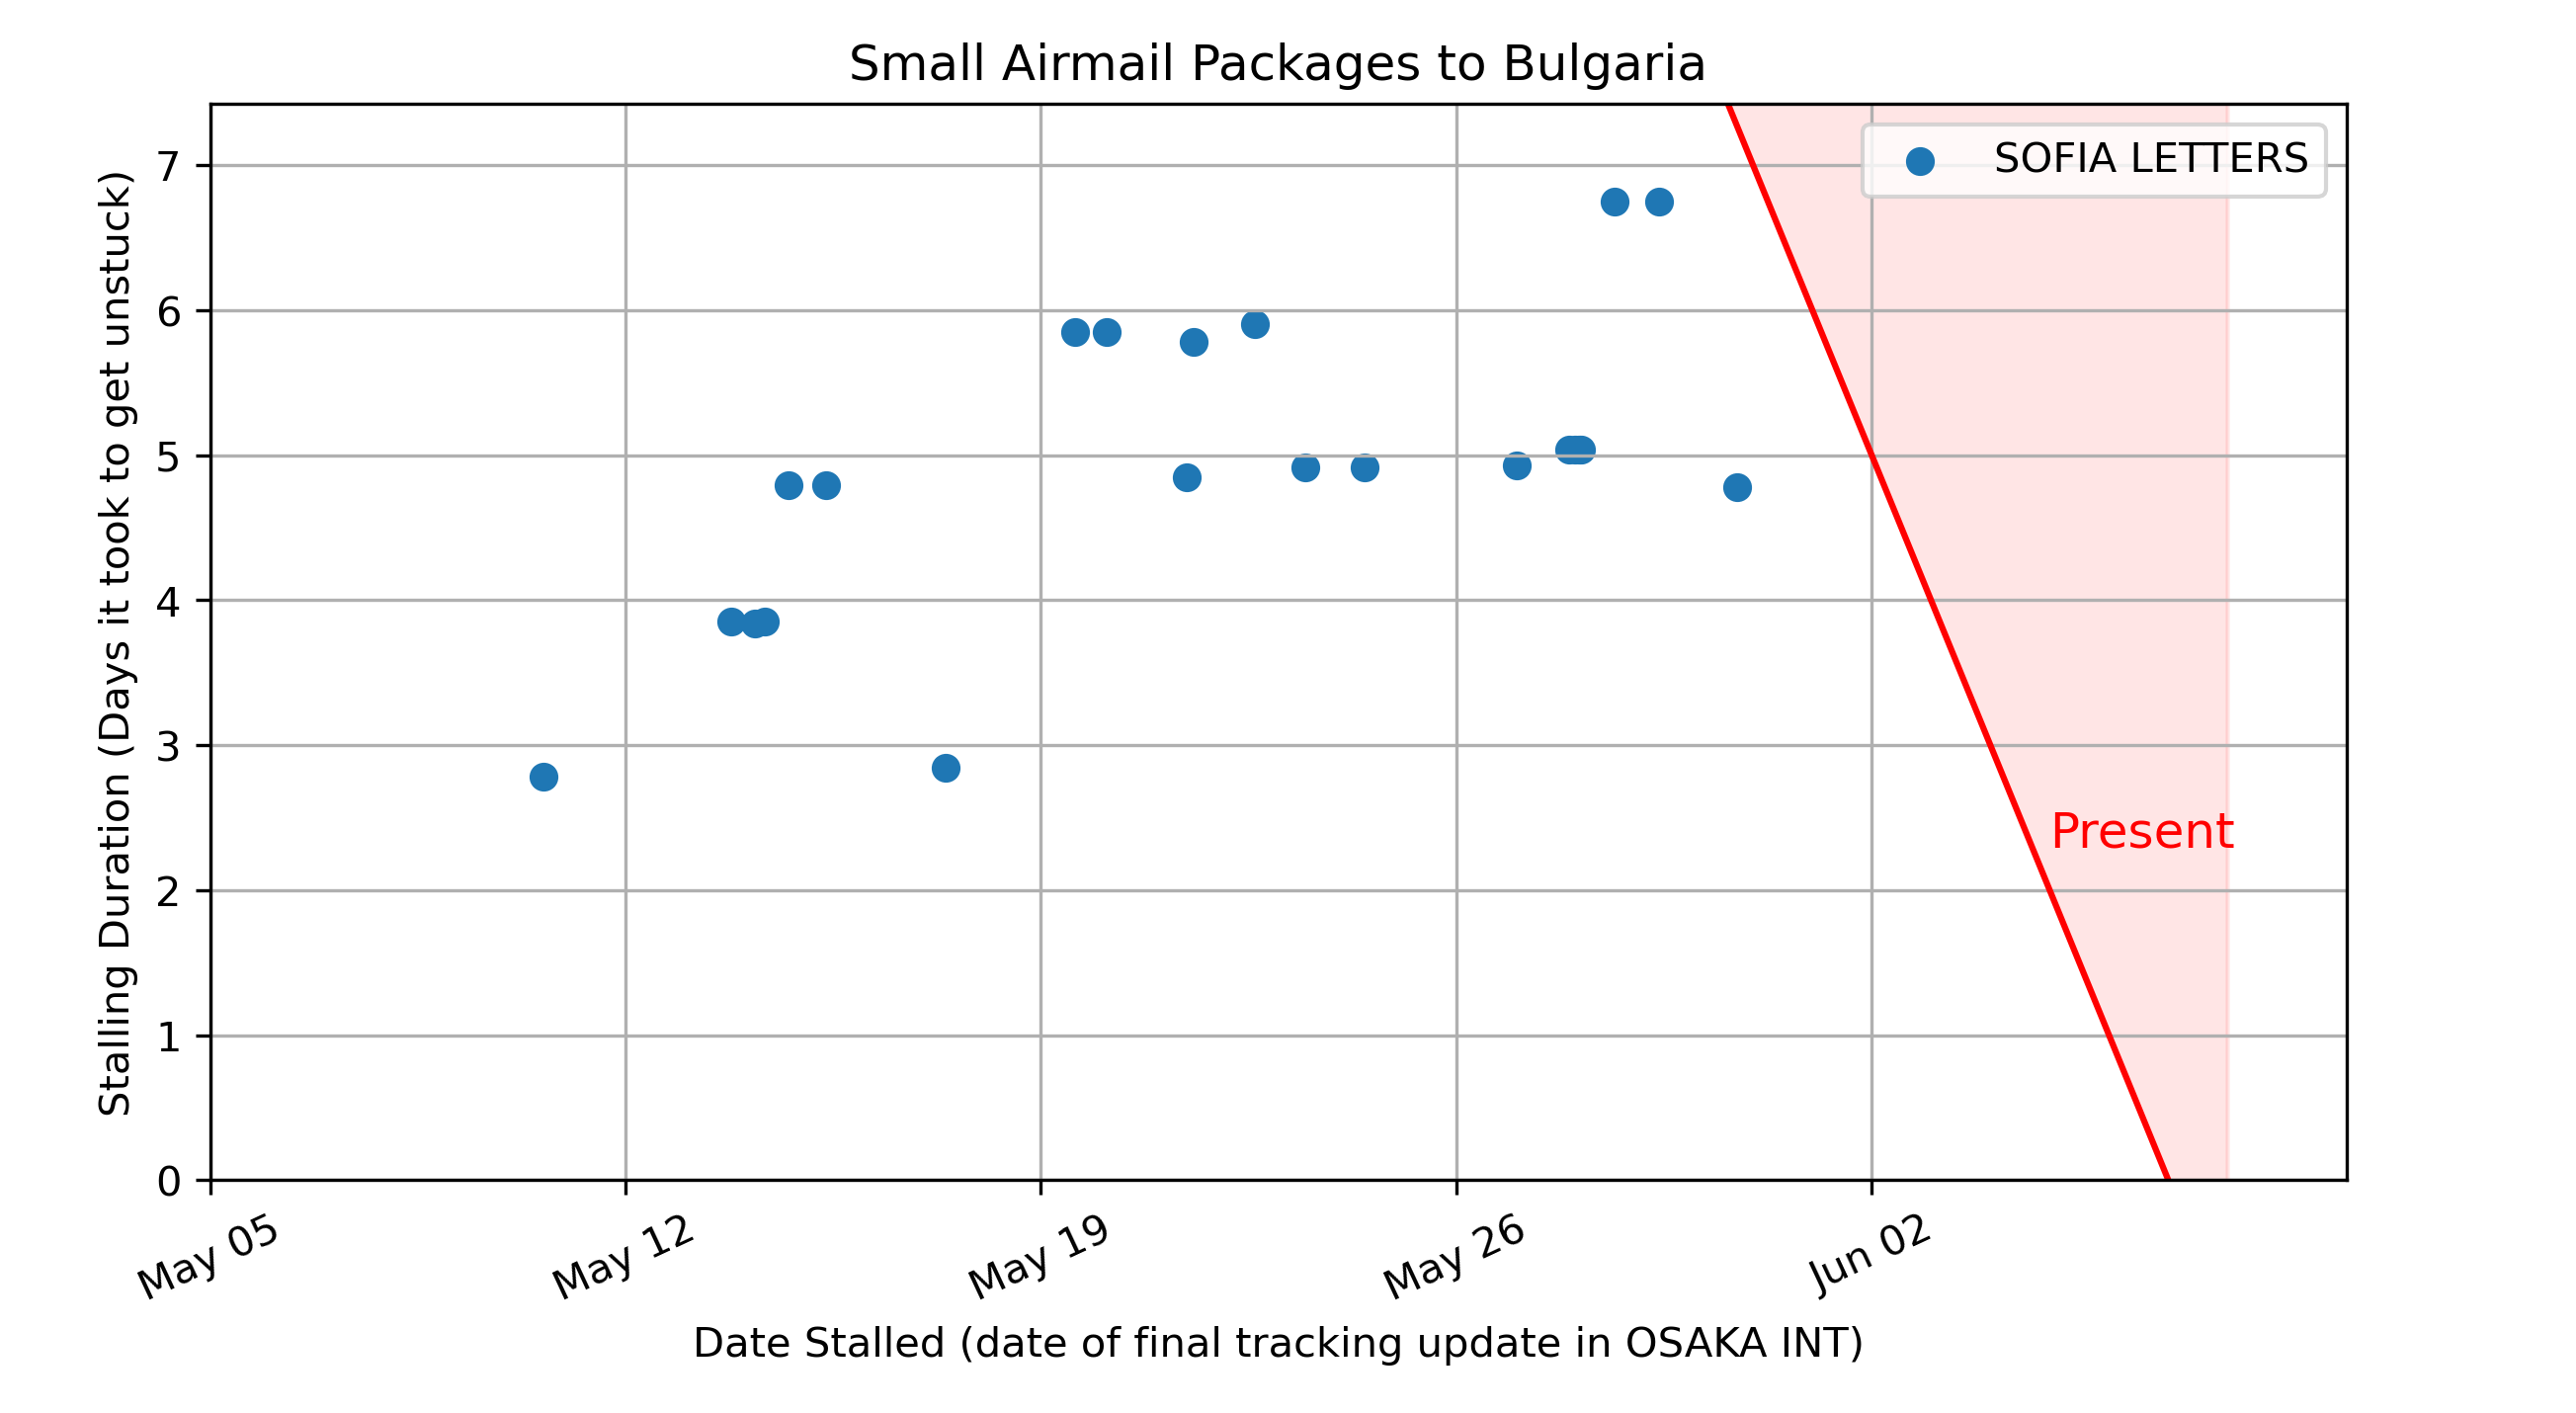 Small Airmail Packages to Bulgaria
SOFIA LETTERS
Stalling Duration (Days it took to get unstuck)
7
6
5
4
3
2
1
0
Present
May 05
May 12
May 19
May 26
Jun 02
Date Stalled (date of final tracking update in OSAKA INT)